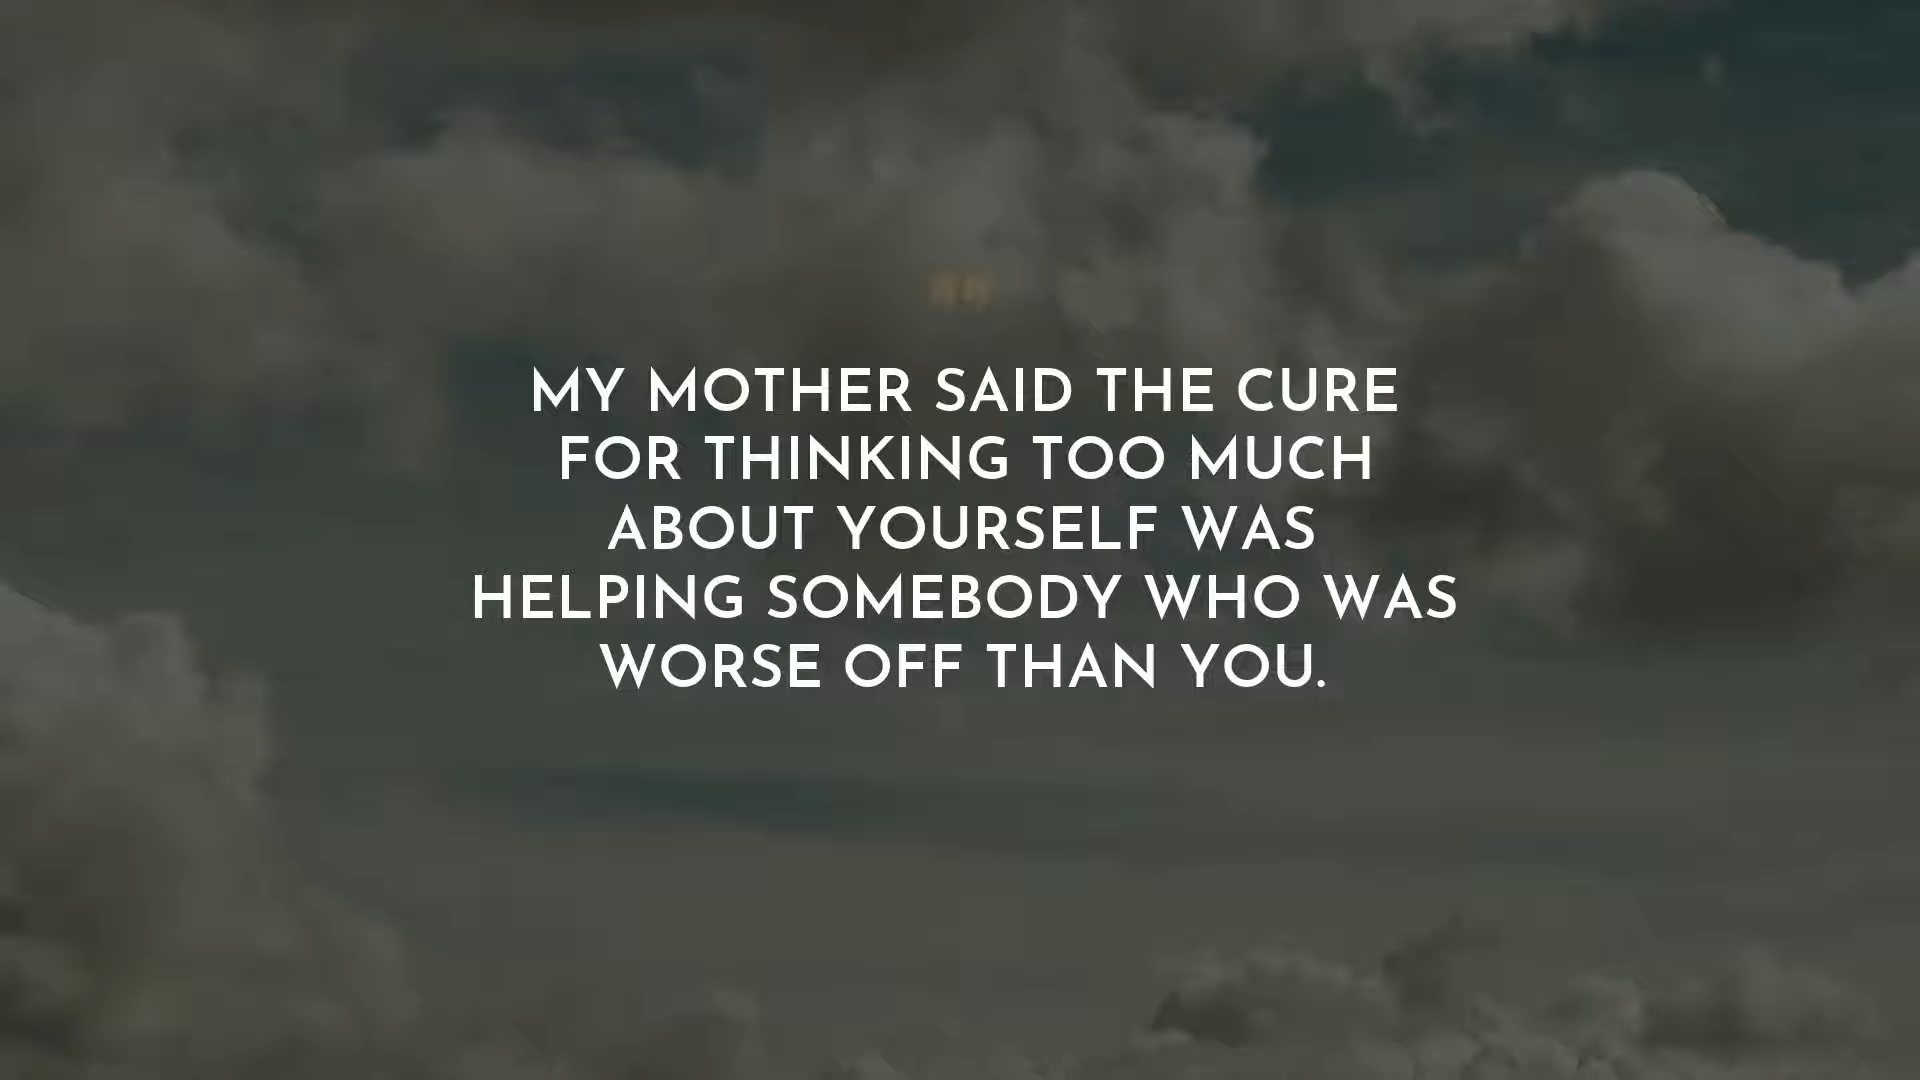 MY MOTHER SAID THE CURE
FOR THINKING TOO MUCH
ABOUT YOURSELF WAS
HELPING SOMEBODY WHO WAS
WORSE OFF THAN YOU.